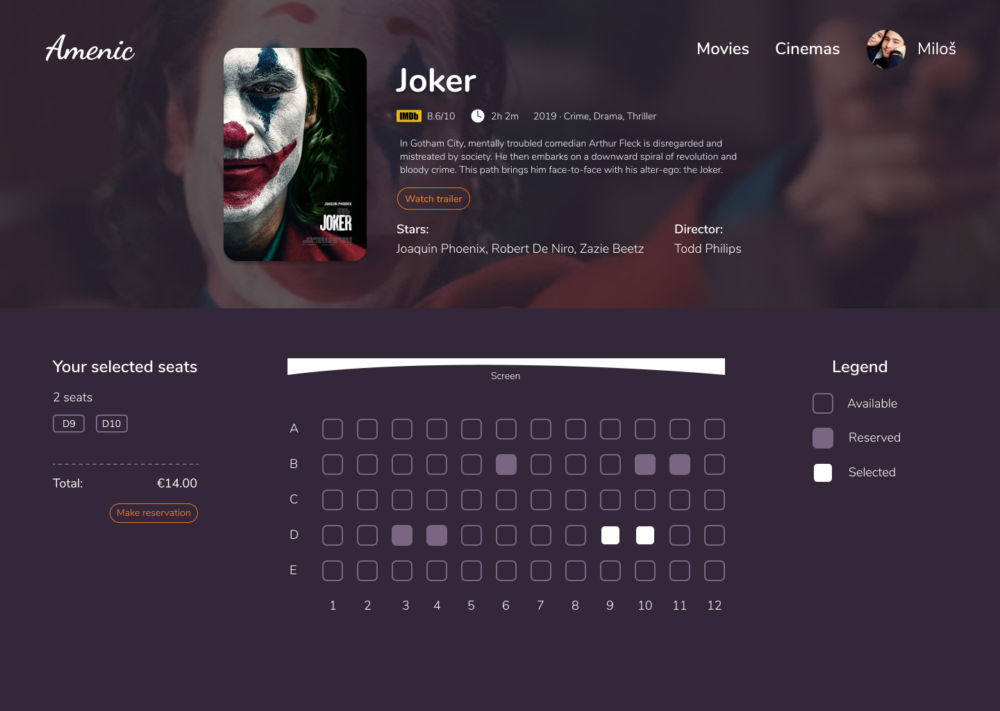 Amenic
Movies
Cinemas
Miloš
Joker
IMDb 8.6/10 2h 2m 2019 · Crime, Drama, Thriller
In Gotham City, mentally troubled comedian Arthur Fleck is disregarded and
mistreated by society. He then embarks on a downward spiral of revolution and
bloody crime. This path brings him face-to-face with his alter-ego: the Joker.
Watch trailer
Stars:
Joaquin Phoenix, Robert De Niro, Zazie Beetz
Director:
Todd Philips
JOAQUIN PHOENIX
JOKER
Your selected seats
2 seats
D9 D10
Total: €14.00
Make reservation
Screen
A
B
C
D
E
1 2 3 4 5 6 7 8 9 10 11 12
Legend
Available
Reserved
Selected